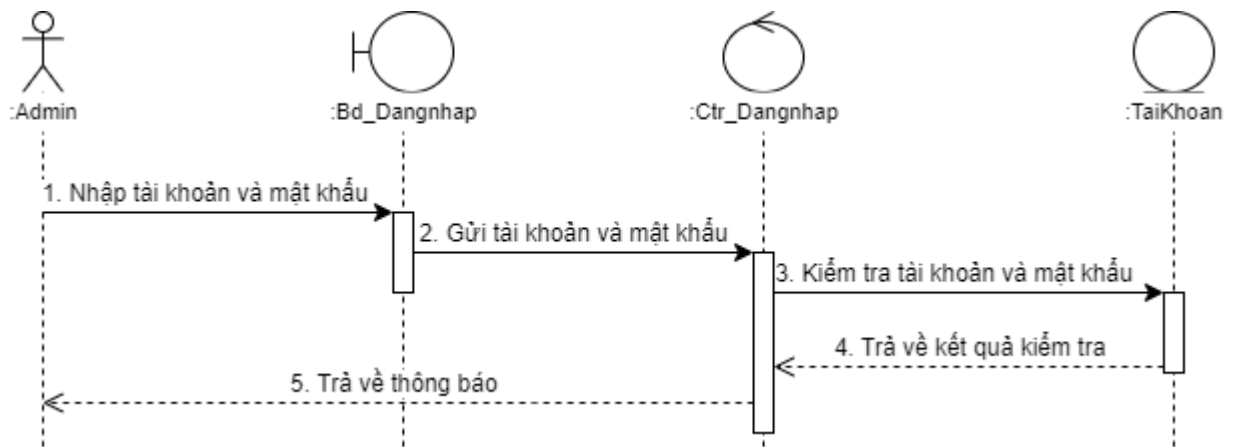 :Admin
:Bd_Dangnhap
:Ctr_Dangnhap
:TaiKhoan
1. Nhập tài khoản và mật khẩu
2. Gửi tài khoản và mật khẩu
3. Kiểm tra tài khoản và mật khẩu
4. Trả về kết quả kiểm tra
5. Trả về thông báo